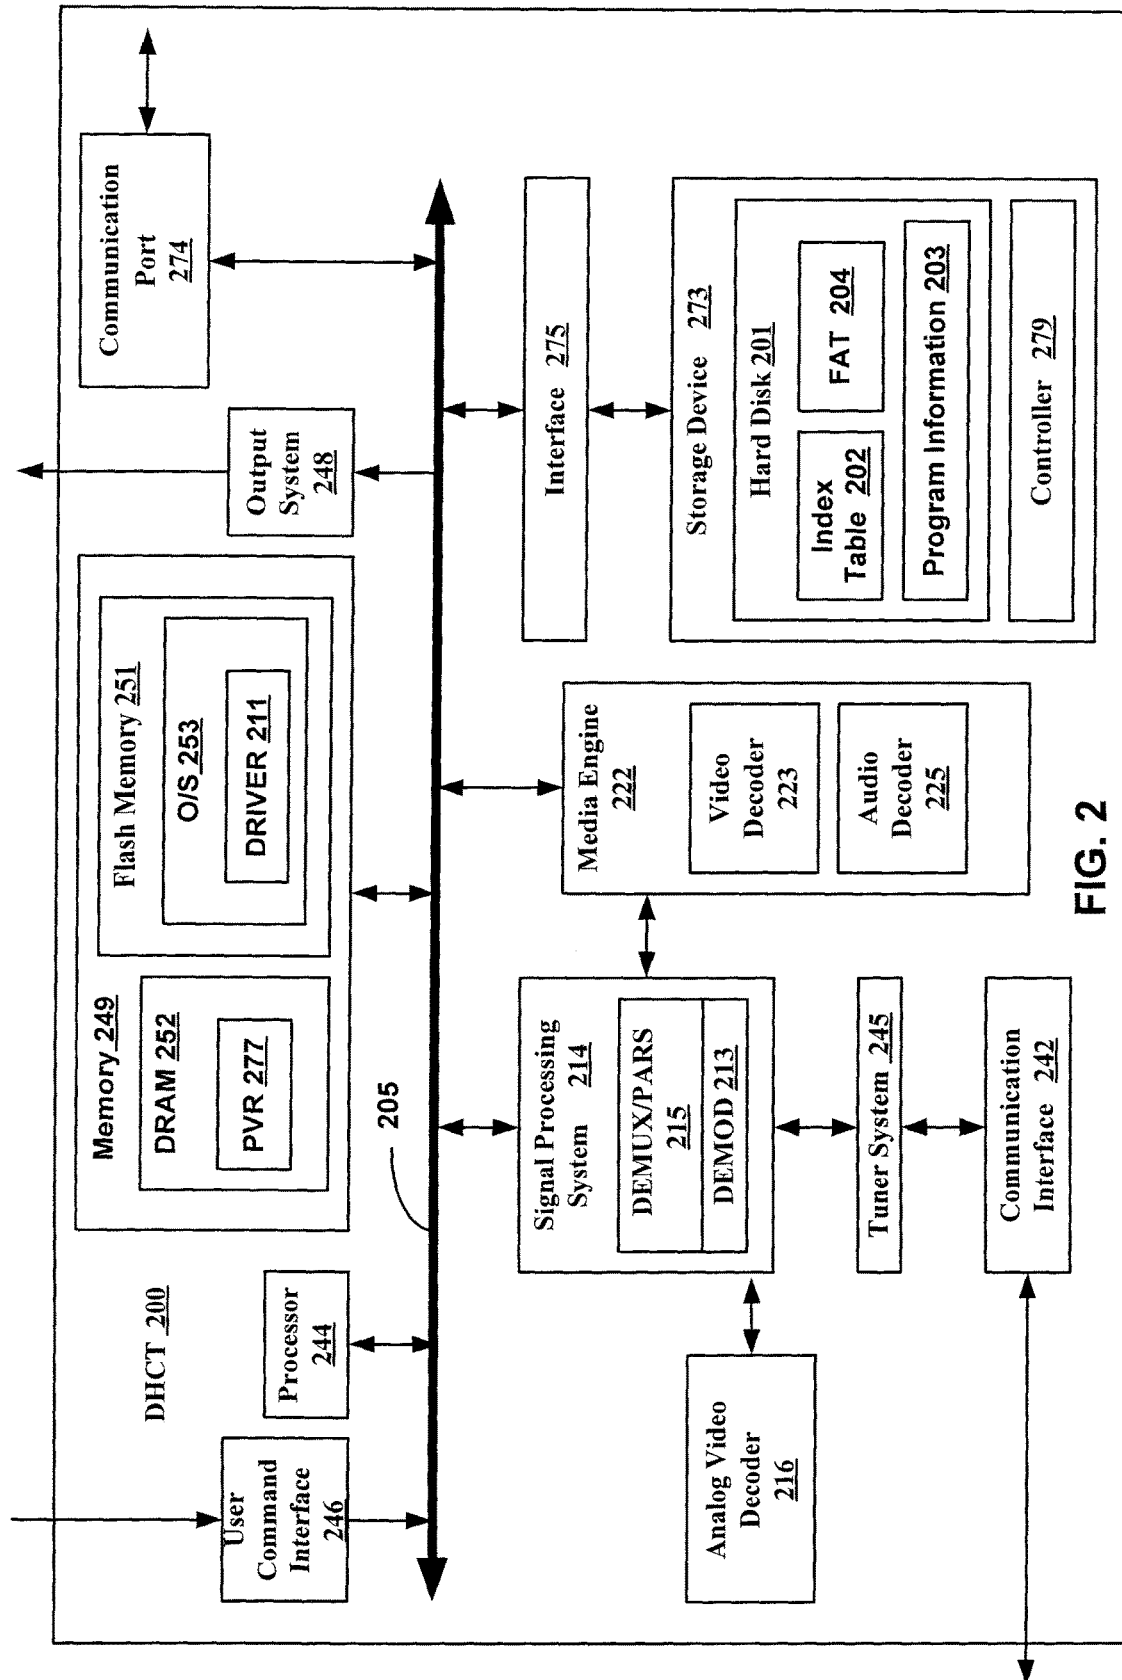 DHCT 200
User
Command
Interface
246
Processor
244
Memory 249
DRAM 252
PVR 277
Flash Memory 251
O/S 253
DRIVER 211
Output
System
248
Communication
Port
274
205
Signal Processing
System 214
DEMUX/PARS
215
DEMOD 213
Media Engine
222
Video
Decoder
223
Audio
Decoder
225
Interface 275
Storage Device 273
Hard Disk 201
Index
Table 202
FAT 204
Program Information 203
Controller 279
Analog Video
Decoder
216
Tuner System 245
Communication
Interface 242
FIG. 2